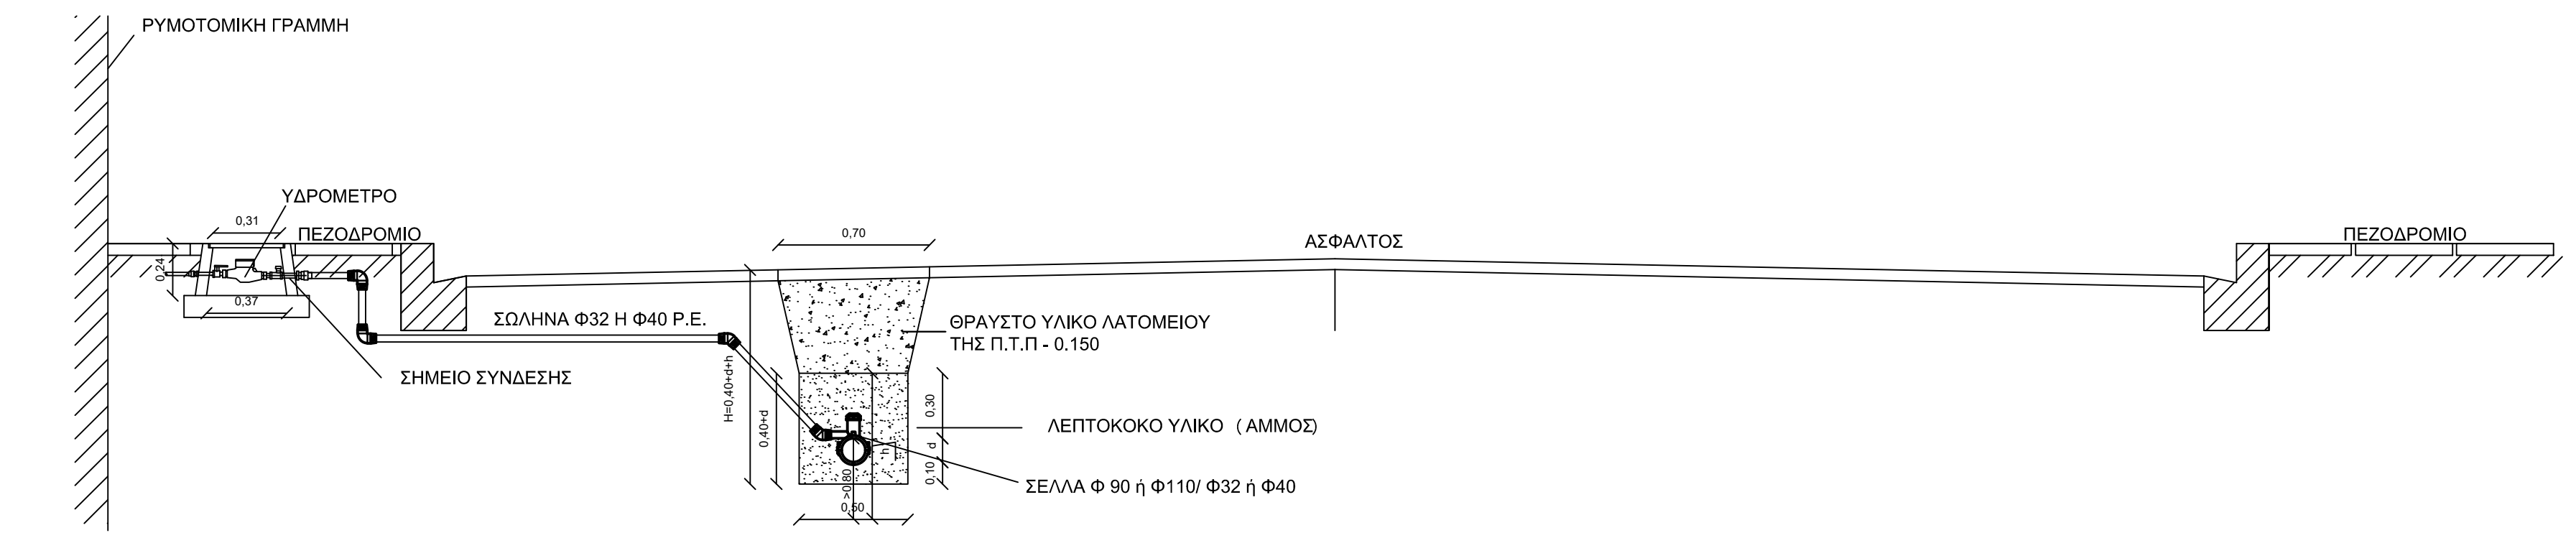 ΡΥΜΟΤΟΜΙΚΗ ΓΡΑΜΜΗ
ΥΔΡΟΜΕΤΡΟ
0,31
ΠΕΖΟΔΡΟΜΙΟ
0,70
ΑΣΦΑΛΤΟΣ
ΠΕΖΟΔΡΟΜΙΟ
0,24
0,37
ΣΩΛΗΝΑ Φ32 Η Φ40 P.E.
ΘΡΑΥΣΤΟ ΥΛΙΚΟ ΛΑΤΟΜΕΙΟΥ
ΤΗΣ Π.Τ.Π - 0.150
ΣΗΜΕΙΟ ΣΥΝΔΕΣΗΣ
H=0,40+d+h
0,40+d
0,30
ΛΕΠΤΟΚΟΚΟ ΥΛΙΚΟ ( ΑΜΜΟΣ)
d
h
0,10
>0.80
ΣΕΛΛΑ Φ 90 ή Φ110/ Φ32 ή Φ40
0,50